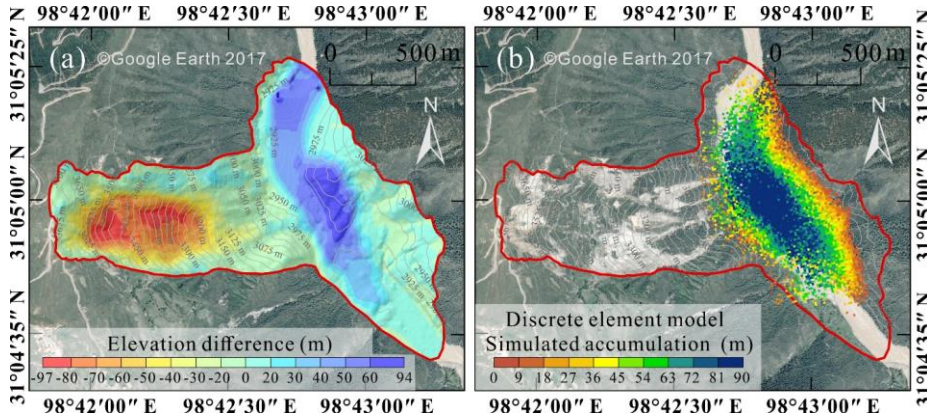 98°42′00″ E 98°42′30″ E 98°43′00″ E
98°42′00″ E 98°42′30″ E 98°43′00″ E
31°05′25″ N
31°05′00″ N
31°04′35″ N
(a)
©Google Earth 2017
0 500 m
N
2975 m
2950 m
3025 m
3125 m
3150 m
3075 m
Elevation difference (m)
-97 -80 -70 -60 -50 -40 -30 -20 0 20 30 50 60 94
98°42′00″ E 98°42′30″ E 98°43′00″ E
(b)
©Google Earth 2017
0 500 m
N
Discrete element model
Simulated accumulation (m)
0 9 18 27 36 45 54 63 72 81 90
31°05′25″ N
31°05′00″ N
31°04′35″ N
98°42′00″ E 98°42′30″ E 98°43′00″ E